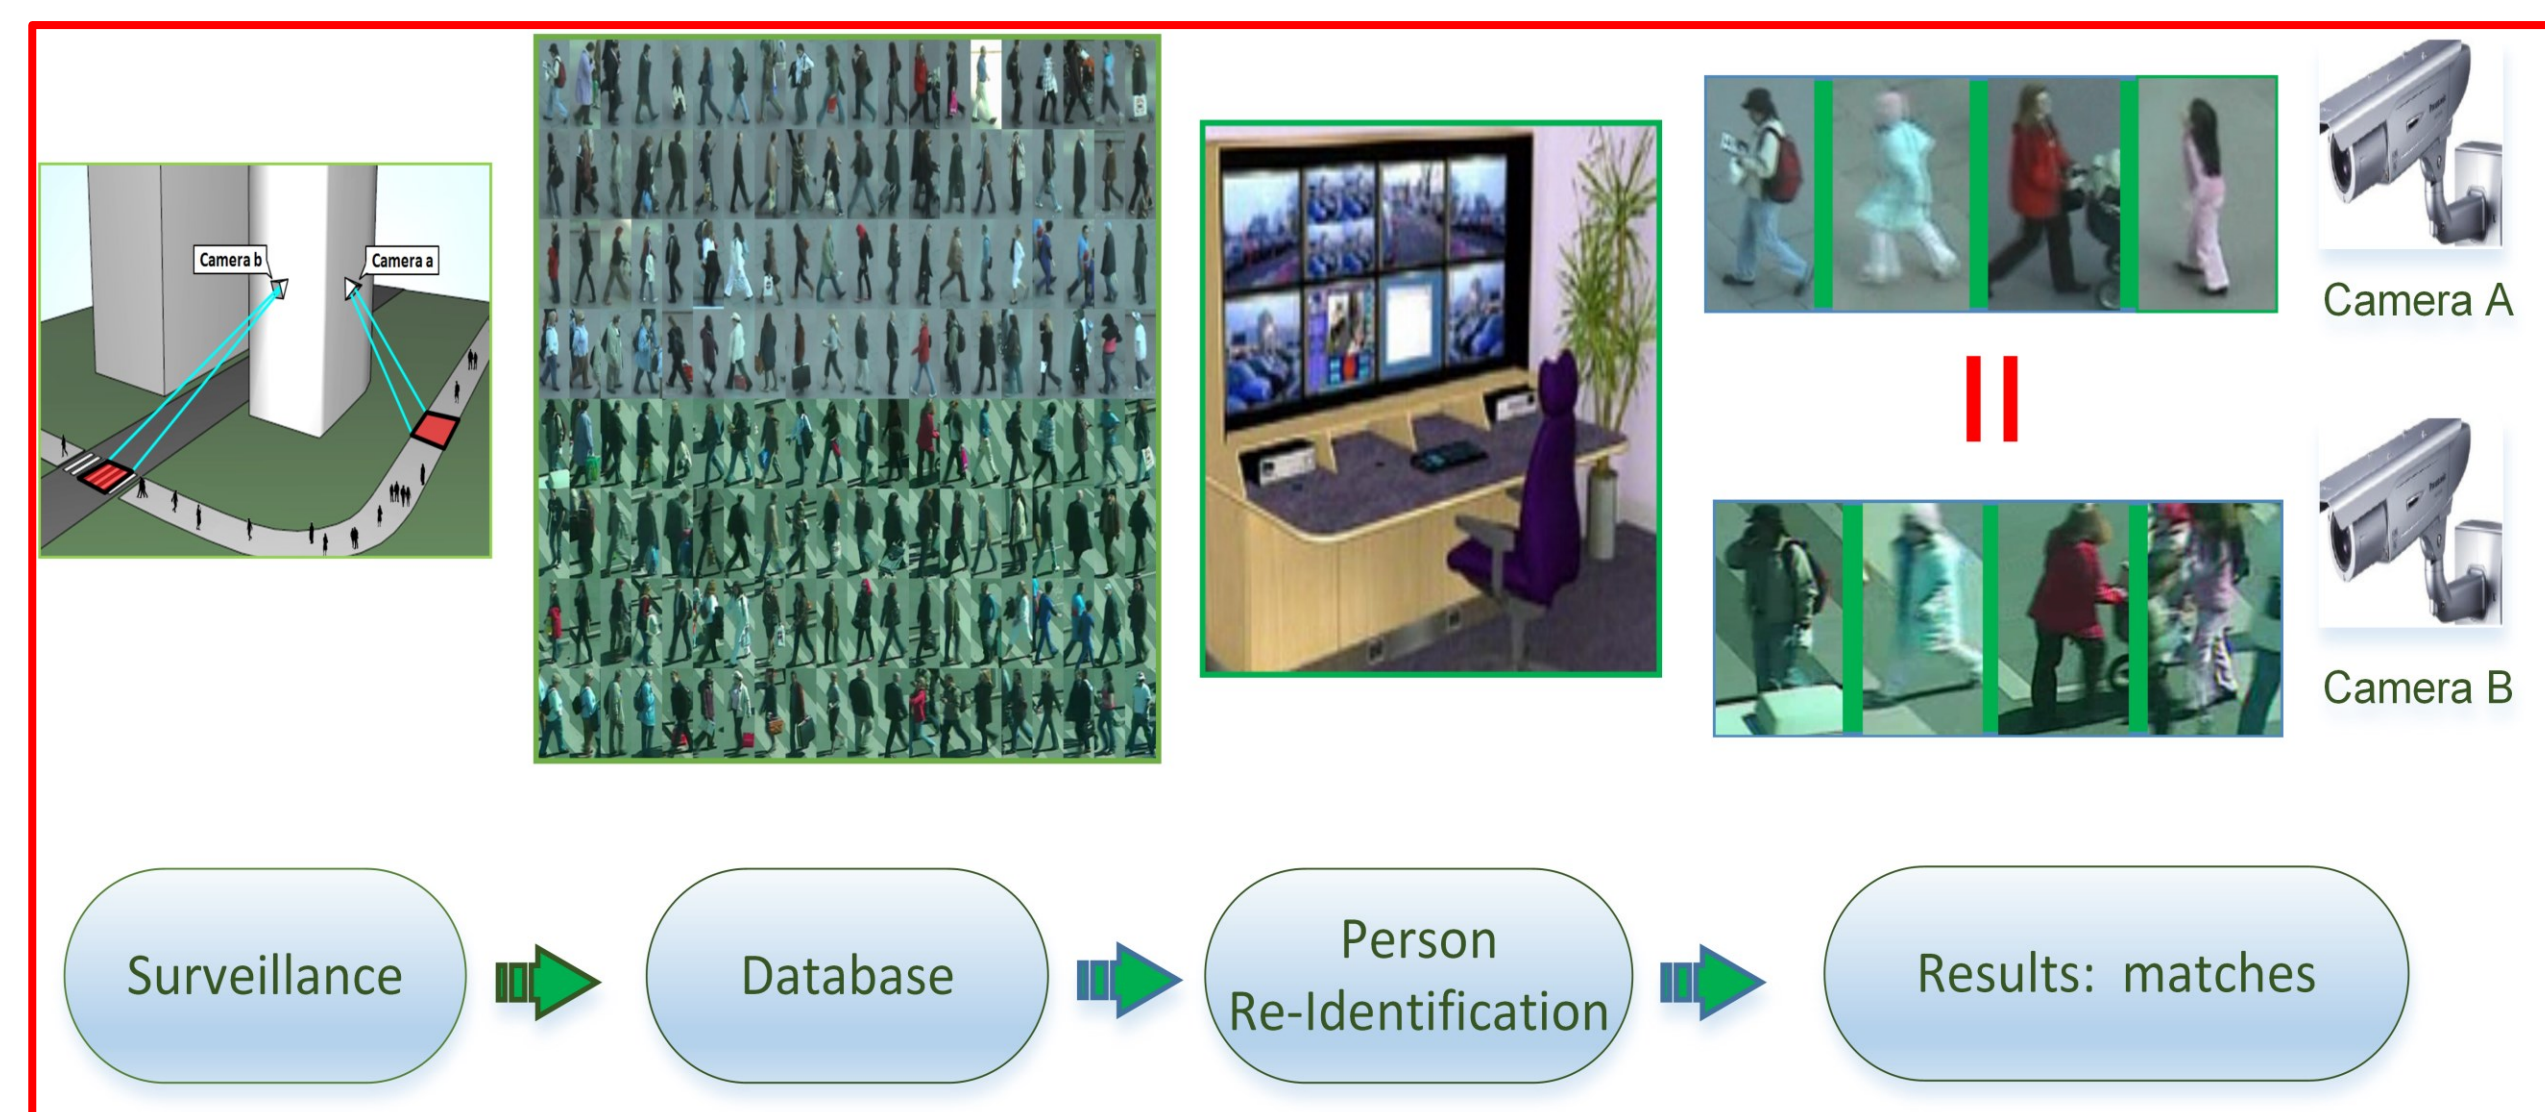 Camera b
Camera a
Camera A
Camera B
Surveillance
Database
Person
Re-Identification
Results: matches